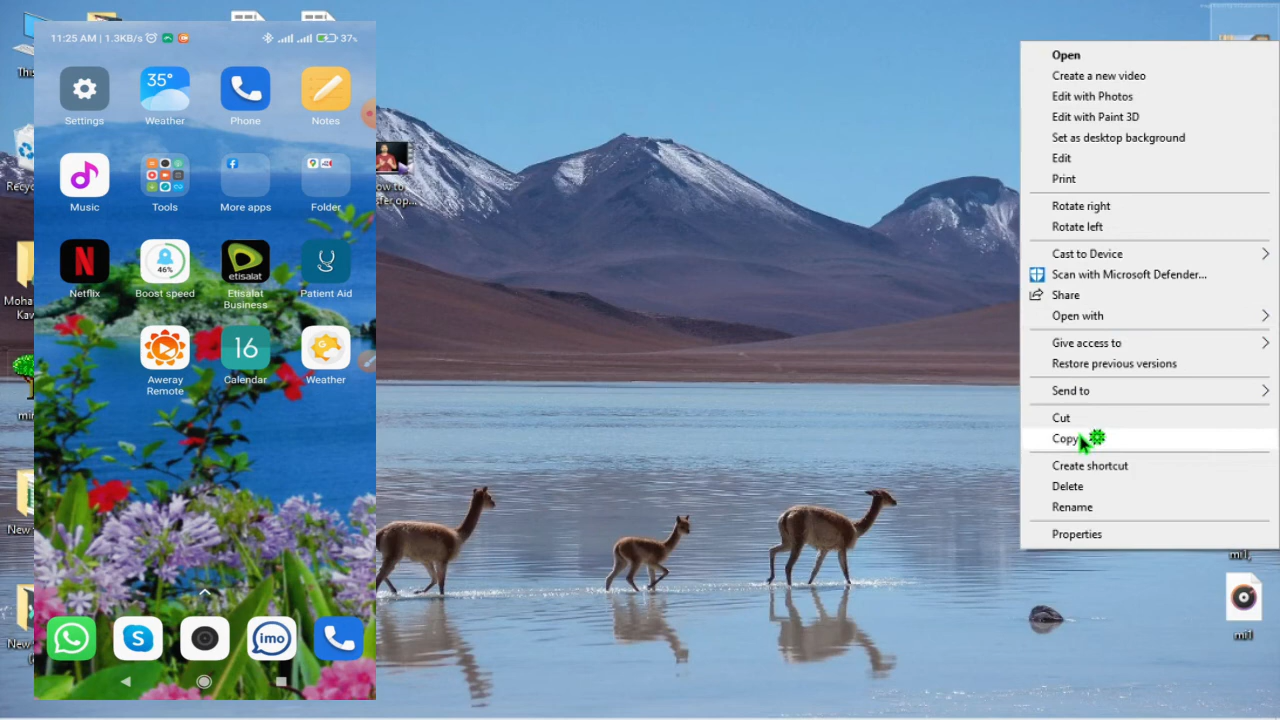 11:25 AM | 1.3KB/s
37%
35°
Settings
Weather
Phone
Notes
Music
Tools
More apps
Folder
46%
etisalat
Netflix
Boost speed
Etisalat
Business
Patient Aid
16
Aweray
Remote
Calendar
Weather
imo
Open
Create a new video
Edit with Photos
Edit with Paint 3D
Set as desktop background
Edit
Print
Rotate right
Rotate left
Cast to Device
Scan with Microsoft Defender...
Share
Open with
Give access to
Restore previous versions
Send to
Cut
Copy
Create shortcut
Delete
Rename
Properties
mi1